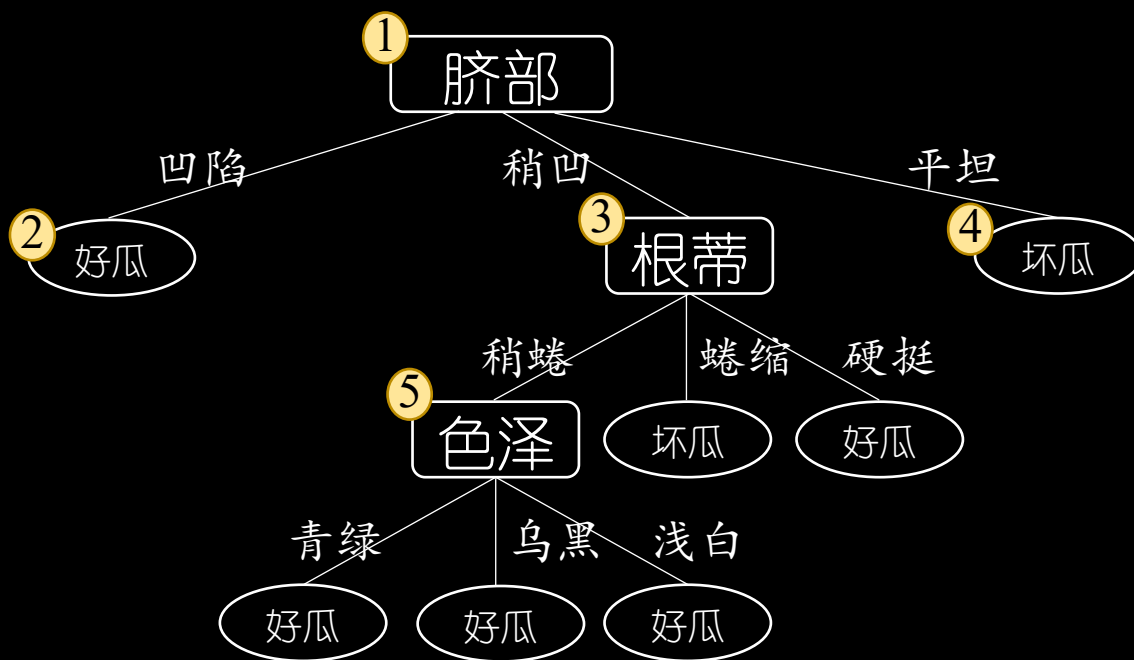 1
脐部
凹陷
稍凹
平坦
2
好瓜
3
根蒂
4
坏瓜
稍蜷
蜷缩
硬挺
5
色泽
坏瓜
好瓜
青绿
乌黑
浅白
好瓜
好瓜
好瓜